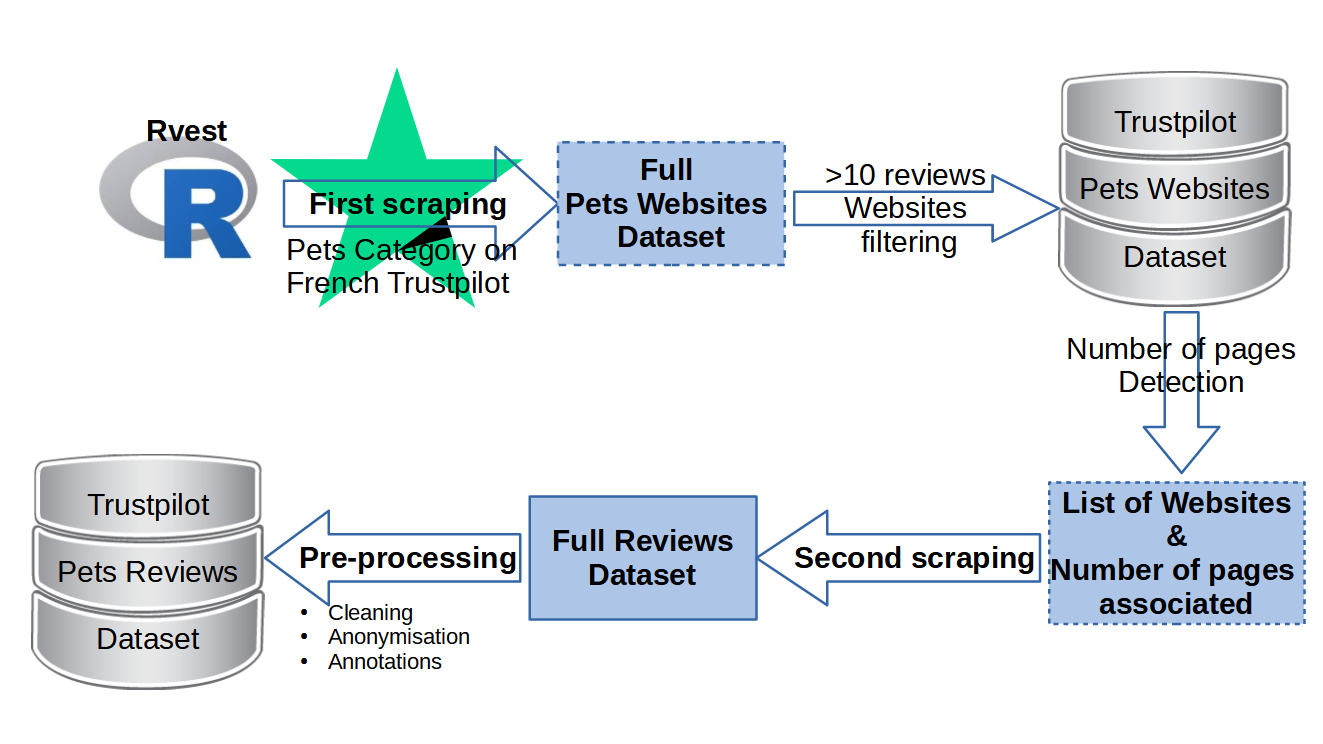 Rvest
R
First scraping
Pets Category on
French Trustpilot
Full
Pets Websites
Dataset
>10 reviews
Websites
filtering
Trustpilot
Pets Websites
Dataset
Number of pages
Detection
List of Websites
&
Number of pages
associated
Second scraping
Full Reviews
Dataset
Pre-processing
• Cleaning
• Anonymisation
• Annotations
Trustpilot
Pets Reviews
Dataset